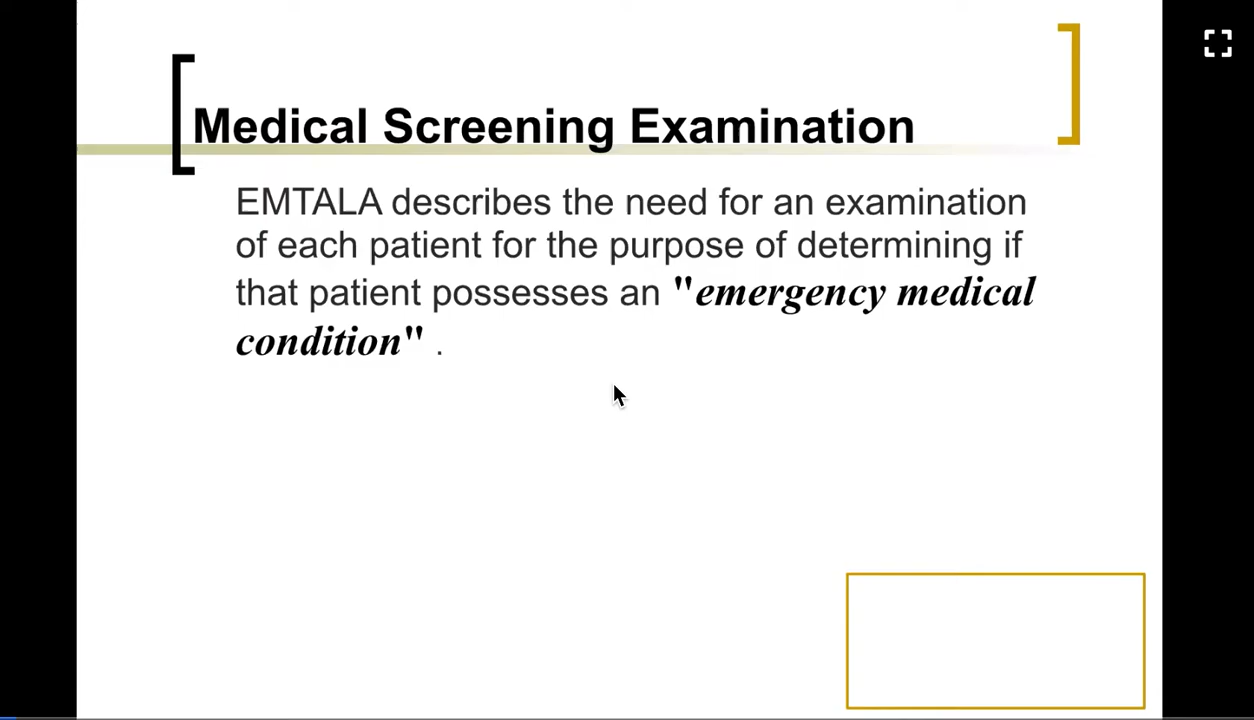 Medical Screening Examination
EMTALA describes the need for an examination
of each patient for the purpose of determining if
that patient possesses an "emergency medical
condition" .